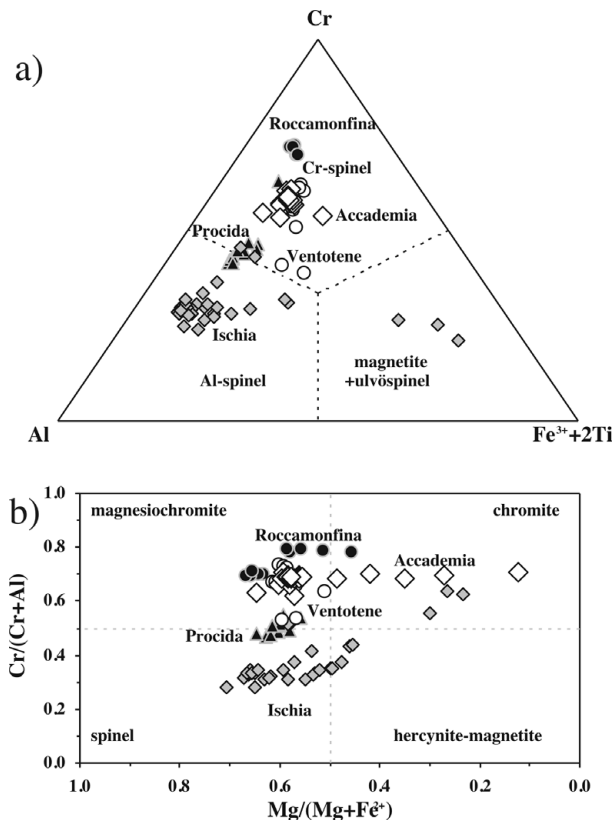 Cr
a)
Roccamonfina
Cr-spinel
Accademia
Procida
Ventotene
Ischia
magnetite
+ulvöspinel
Al-spinel
Al
Fe³⁺+2Ti
b)
1.0
magnesiochromite
chromite
Roccamonfina
0.8
Accademia
Cr/(Cr+Al)
0.6
Ventotene
Procida
0.4
Ischia
0.2
spinel
hercynite-magnetite
0.0
1.0
0.8
0.6
0.4
0.2
0.0
Mg/(Mg+Fe²⁺)